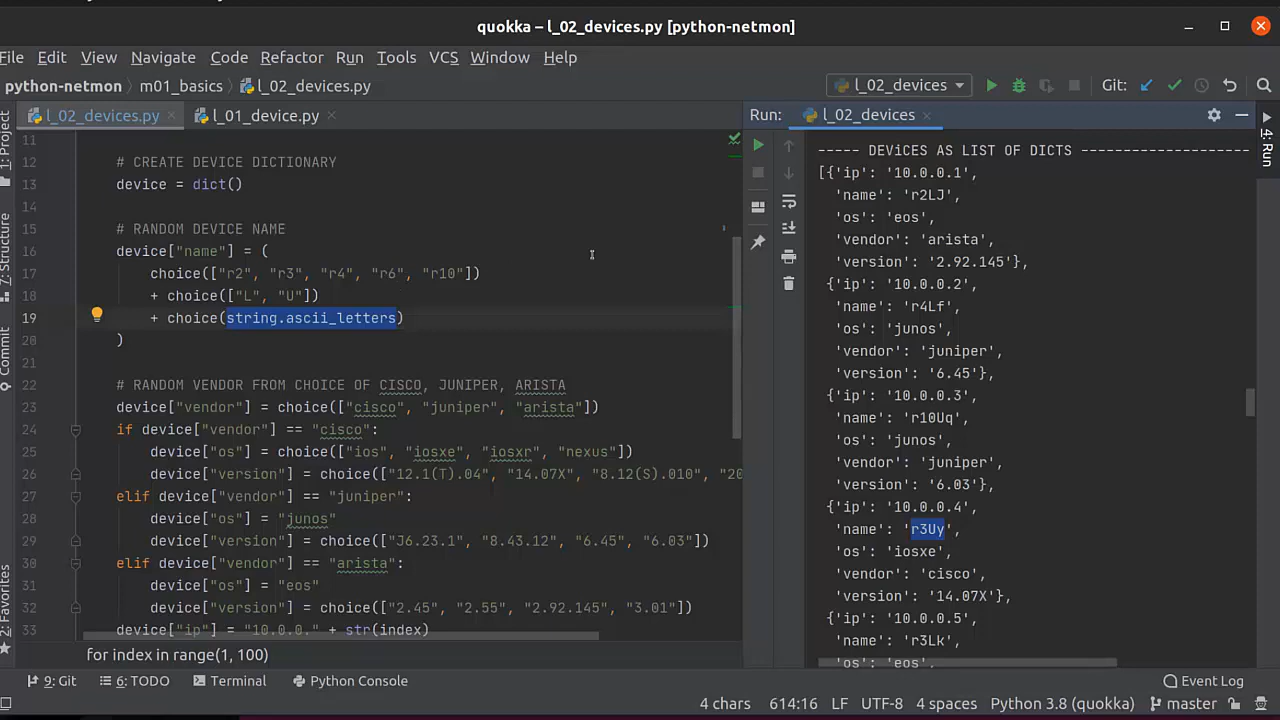 quokka – l_02_devices.py [python-netmon]
File Edit View Navigate Code Refactor Run Tools VCS Window Help
python-netmon m01_basics l_02_devices.py l_02_devices Git:
l_02_devices.py l_01_device.py
Run: l_02_devices
1: Project
7: Structure
Commit
2: Favorites
4: Run
11
12 # CREATE DEVICE DICTIONARY
13 device = dict()
14
15 # RANDOM DEVICE NAME
16 device["name"] = (
17 choice(["r2", "r3", "r4", "r6", "r10"])
18 + choice(["L", "U"])
19 + choice(string.ascii_letters)
20 )
21
22 # RANDOM VENDOR FROM CHOICE OF CISCO, JUNIPER, ARISTA
23 device["vendor"] = choice(["cisco", "juniper", "arista"])
24 if device["vendor"] == "cisco":
25 device["os"] = choice(["ios", "iosxe", "iosxr", "nexus"])
26 device["version"] = choice(["12.1(T).04", "14.07X", "8.12(S).010", "20
27 elif device["vendor"] == "juniper":
28 device["os"] = "junos"
29 device["version"] = choice(["J6.23.1", "8.43.12", "6.45", "6.03"])
30 elif device["vendor"] == "arista":
31 device["os"] = "eos"
32 device["version"] = choice(["2.45", "2.55", "2.92.145", "3.01"])
33 device["ip"] = "10.0.0." + str(index)
for index in range(1, 100)
----- DEViCES AS LIST OF DICTS --------------------
[{'ip': '10.0.0.1',
'name': 'r2LJ',
'os': 'eos',
'vendor': 'arista',
'version': '2.92.145'},
{'ip': '10.0.0.2',
'name': 'r4Lf',
'os': 'junos',
'vendor': 'juniper',
'version': '6.45'},
{'ip': '10.0.0.3',
'name': 'r10Uq',
'os': 'junos',
'vendor': 'juniper',
'version': '6.03'},
{'ip': '10.0.0.4',
'name': 'r3Uy',
'os': 'iosxe',
'vendor': 'cisco',
'version': '14.07X'},
{'ip': '10.0.0.5',
'name': 'r3Lk',
'os': 'eos',
9: Git 6: TODO Terminal Python Console Event Log
4 chars 614:16 LF UTF-8 4 spaces Python 3.8 (quokka) master